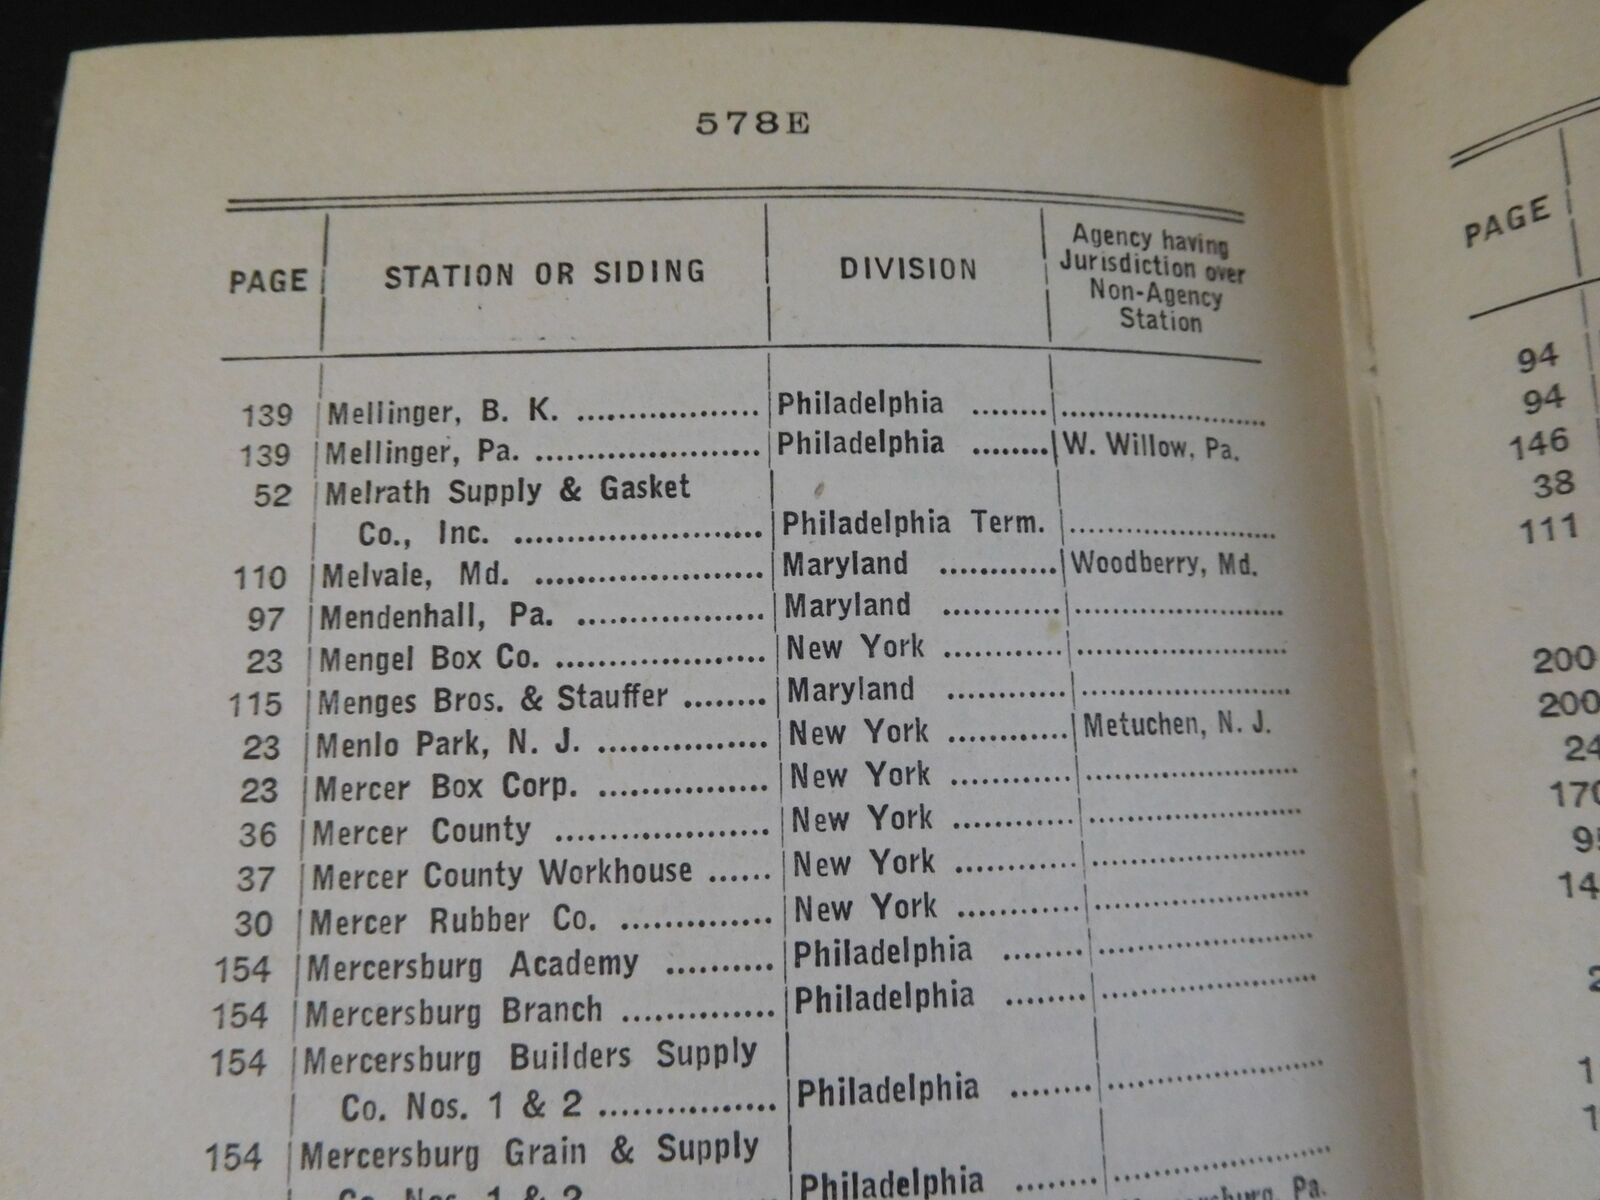 578E
PAGE STATION OR SIDING DIVISION Agency having Jurisdiction over Non-Agency Station
139 Mellinger, B. K. .................. Philadelphia ........ ........................
139 Mellinger, Pa. ...................... Philadelphia ........ W. Willow, Pa.
52 Melrath Supply & Gasket
Co., Inc. ........................ Philadelphia Term. ........................
110 Melvale, Md. ...................... Maryland ............ Woodberry, Md.
97 Mendenhall, Pa. .................. Maryland ............ ........................
23 Mengel Box Co. .................... New York ............ ........................
115 Menges Bros. & Stauffer ........ Maryland ............ ........................
23 Menlo Park, N. J. ................. New York ............ Metuchen, N. J.
23 Mercer Box Corp. ................. New York ............ ........................
36 Mercer County ..................... New York ............ ........................
37 Mercer County Workhouse ...... New York ............ ........................
30 Mercer Rubber Co. ............... New York ............ ........................
154 Mercersburg Academy .......... Philadelphia ........ ........................
154 Mercersburg Branch ............... Philadelphia ........ ........................
154 Mercersburg Builders Supply
Co. Nos. 1 & 2 ................. Philadelphia ........ ........................
154 Mercersburg Grain & Supply
Co. Nos. 1 & 2 Philadelphia ........ ........................
Pa.
PAGE
94
94
146
38
111
200
200